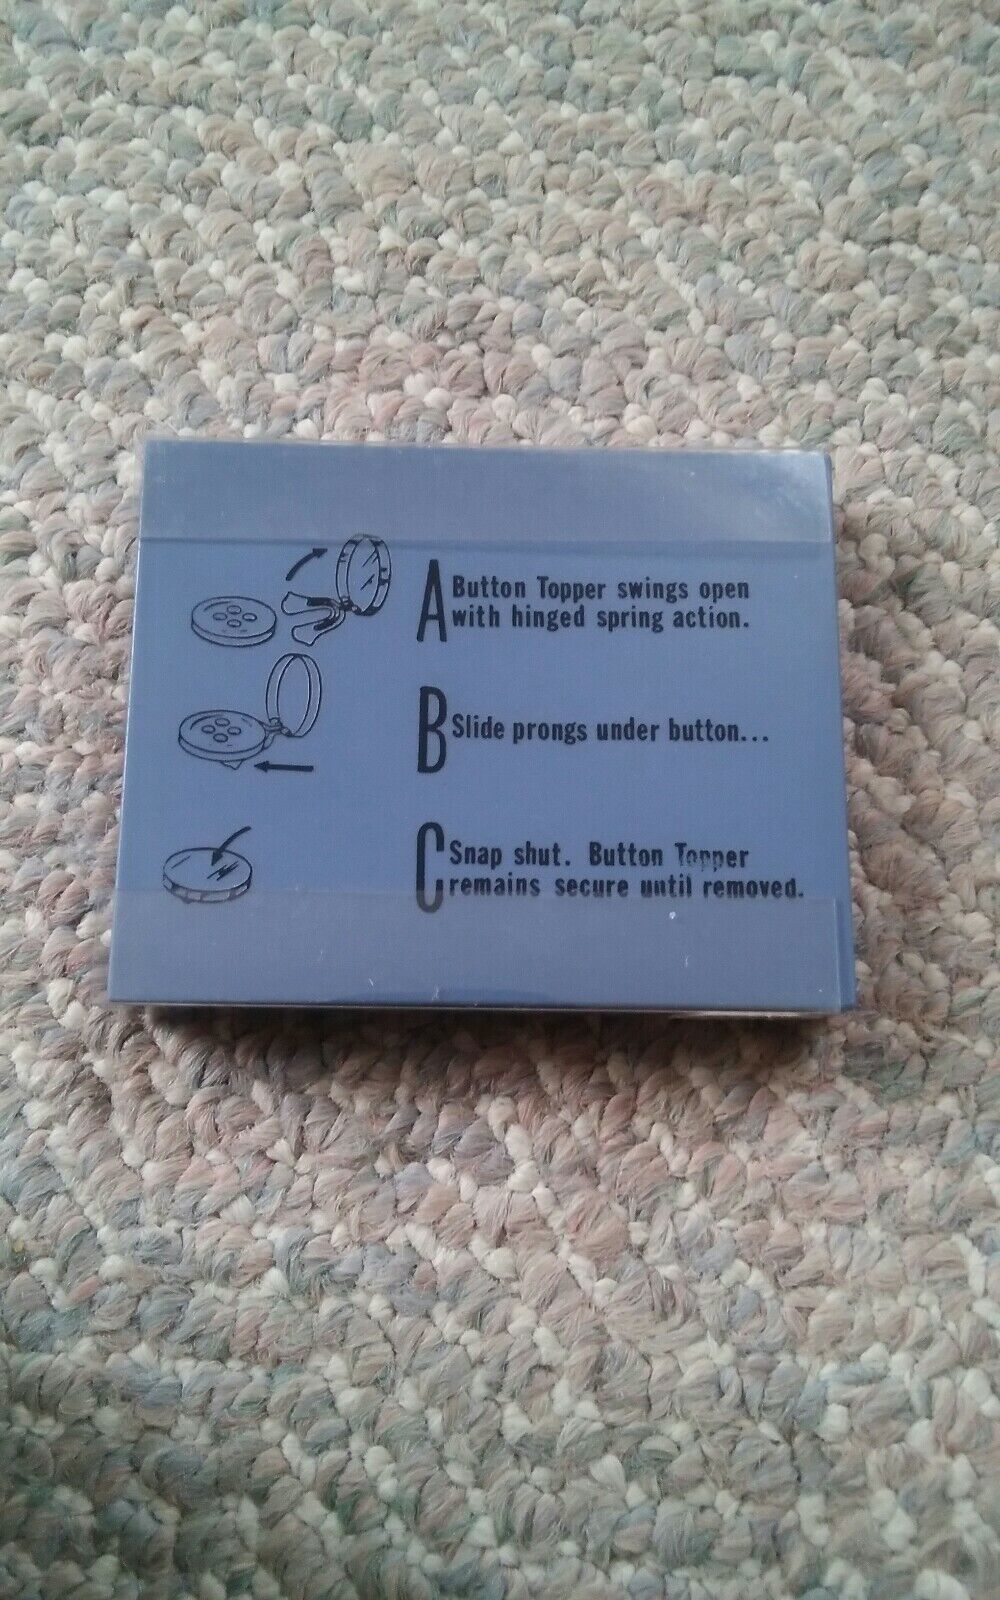 A Button Topper swings open
with hinged spring action.
B Slide prongs under button...
C Snap shut. Button Topper
remains secure until removed.